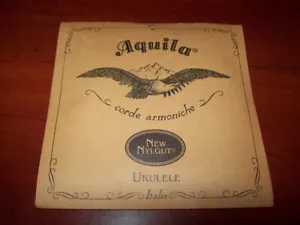 Aquila®
corde armoniche
NEW
NYLGUT®
UKULELE
Italia